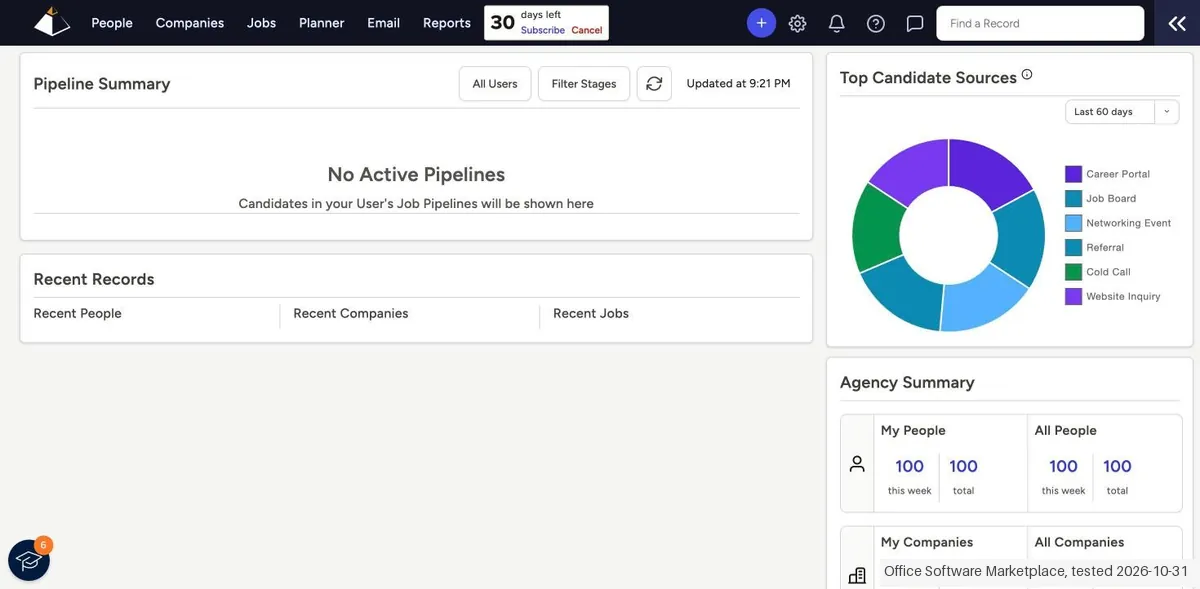 People Companies Jobs Planner Email Reports
30 days left
Subscribe Cancel
Find a Record
Pipeline Summary
All Users
Filter Stages
Updated at 9:21 PM
No Active Pipelines
Candidates in your User's Job Pipelines will be shown here
Recent Records
Recent People
Recent Companies
Recent Jobs
Top Candidate Sources
Last 60 days
Career Portal
Job Board
Networking Event
Referral
Cold Call
Website Inquiry
Agency Summary
My People
100 100
this week total
All People
100 100
this week total
My Companies
All Companies
6
Office Software Marketplace, tested 2026-10-31